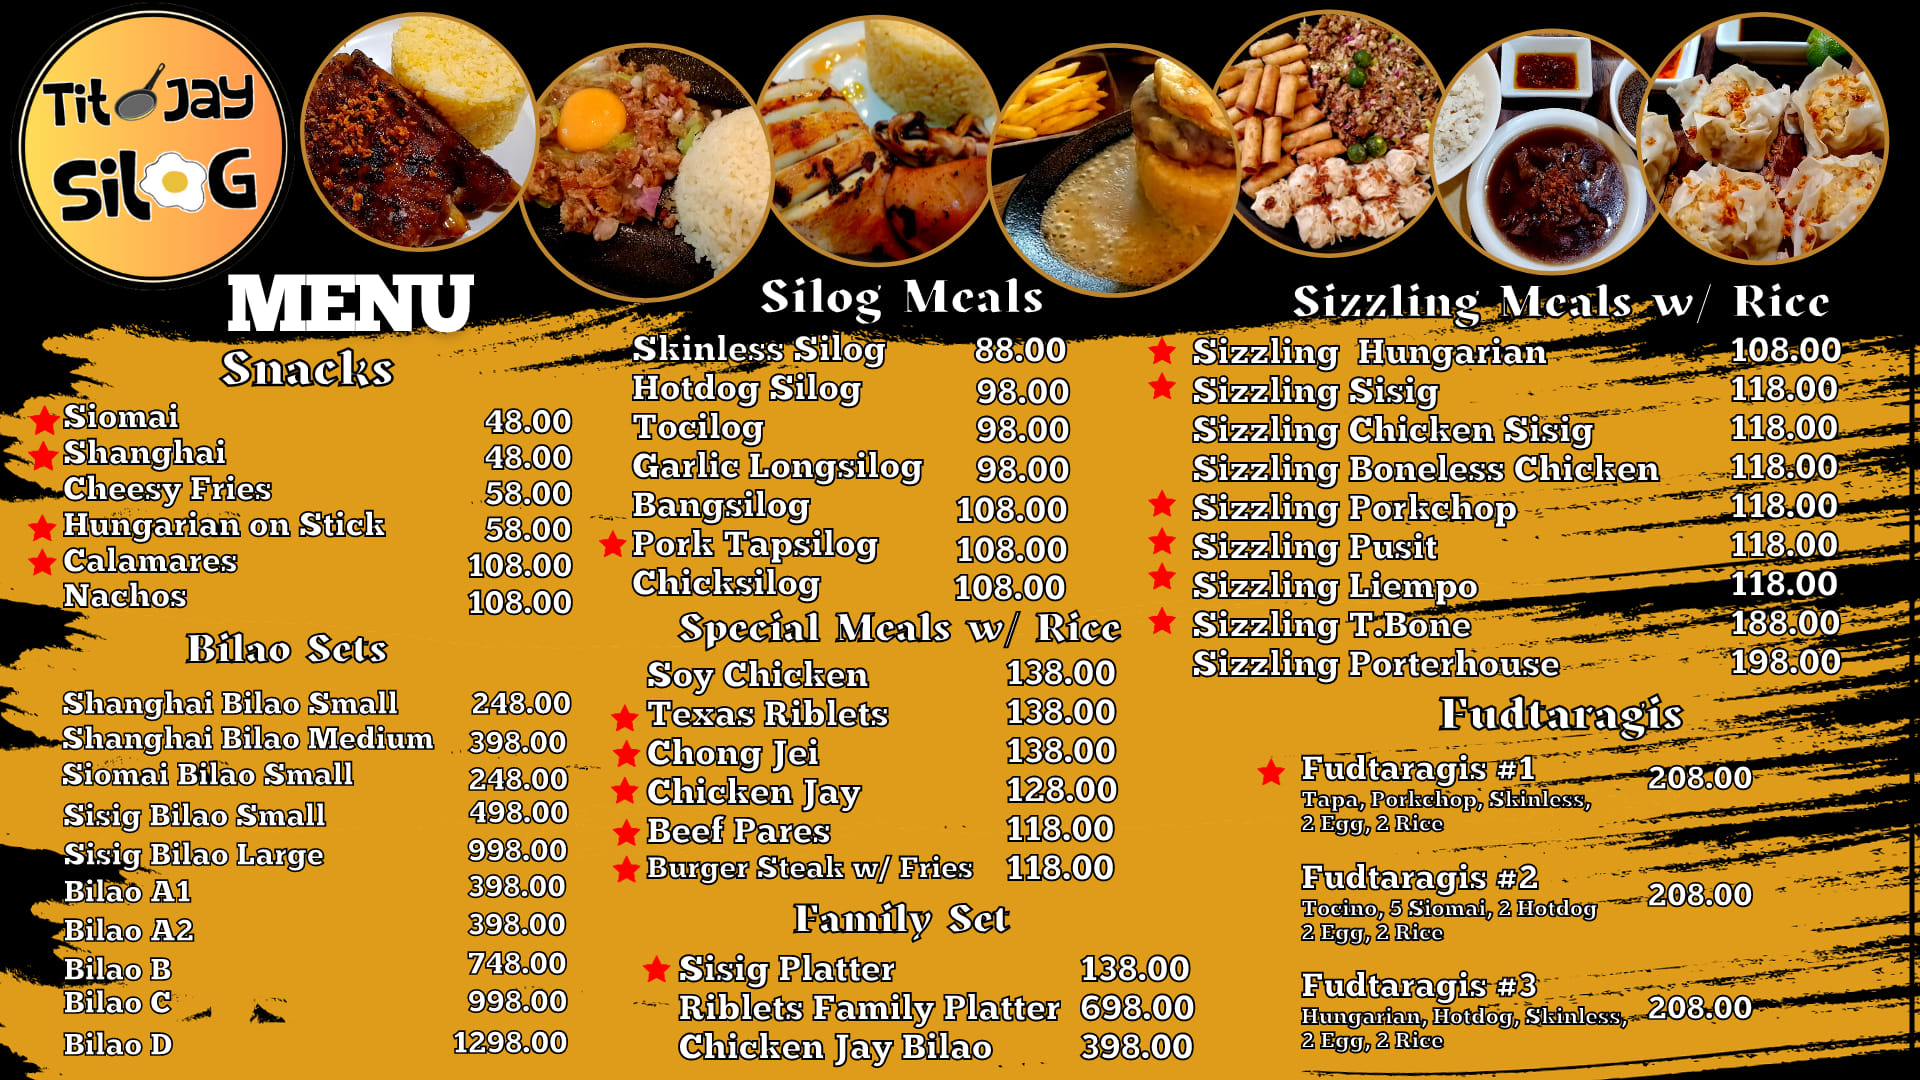 Tito Jay
SiloG
MENU
Snacks
Siomai 48.00
Shanghai 48.00
Cheesy Fries 58.00
Hungarian on Stick 58.00
Calamares 108.00
Nachos 108.00
Bilao Sets
Shanghai Bilao Small 248.00
Shanghai Bilao Medium 398.00
Siomai Bilao Small 248.00
Sisig Bilao Small 498.00
Sisig Bilao Large 998.00
Bilao A1 398.00
Bilao A2 398.00
Bilao B 748.00
Bilao C 998.00
Bilao D 1298.00
Silog Meals
Skinless Silog 88.00
Hotdog Silog 98.00
Tocilog 98.00
Garlic Longsilog 98.00
Bangsilog 108.00
Pork Tapsilog 108.00
Chicksilog 108.00
Special Meals w/ Rice
Soy Chicken 138.00
Texas Riblets 138.00
Chong Jei 138.00
Chicken Jay 128.00
Beef Pares 118.00
Burger Steak w/ Fries 118.00
Family Set
Sisig Platter 138.00
Riblets Family Platter 698.00
Chicken Jay Bilao 398.00
Sizzling Meals w/ Rice
Sizzling Hungarian 108.00
Sizzling Sisig 118.00
Sizzling Chicken Sisig 118.00
Sizzling Boneless Chicken 118.00
Sizzling Porkchop 118.00
Sizzling Pusit 118.00
Sizzling Liempo 118.00
Sizzling T.Bone 188.00
Sizzling Porterhouse 198.00
Fudtaragis
Fudtaragis #1 208.00
Tapa, Porkchop, Skinless,
2 Egg, 2 Rice
Fudtaragis #2 208.00
Tocino, 5 Siomai, 2 Hotdog
2 Egg, 2 Rice
Fudtaragis #3 208.00
Hungarian, Hotdog, Skinless,
2 Egg, 2 Rice